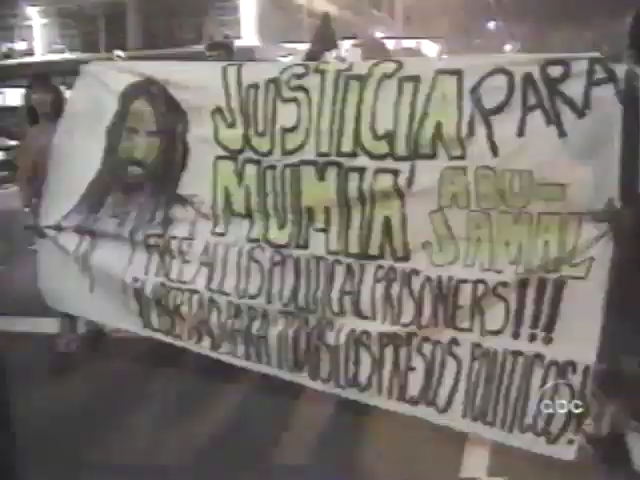 JUSTICIA PARA
MUMIA ABU-
JAMAL
FREE ALL US POLITICAL PRISONERS!!!
LIBERTAD PARA TODOS LOS PRESOS POLITICOS!
abc